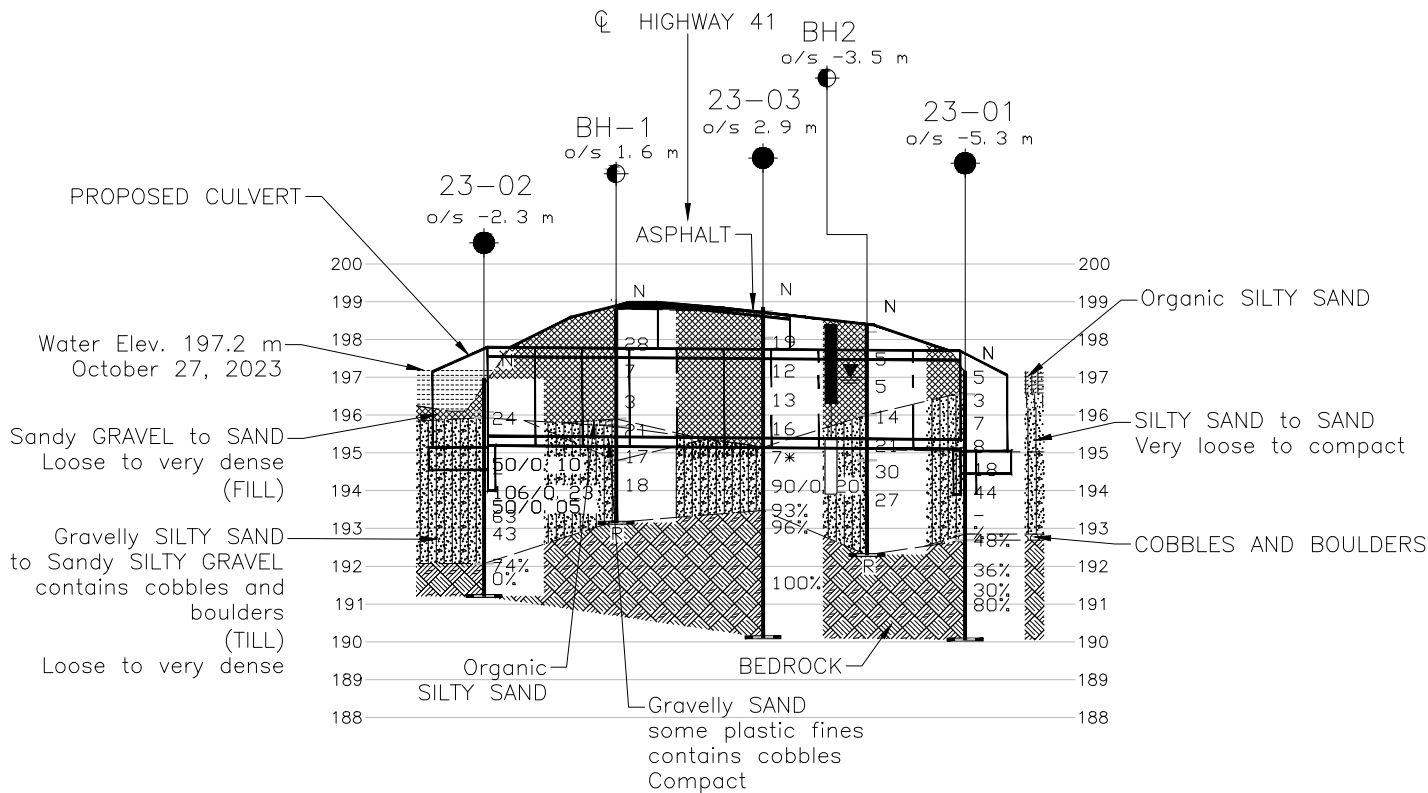 ℄ HIGHWAY 41
BH2
o/s -3.5 m
23-03
o/s 2.9 m
23-01
o/s -5.3 m
BH-1
o/s 1.6 m
23-02
o/s -2.3 m
PROPOSED CULVERT
ASPHALT
200
200
199
199
198
198
197
197
196
196
195
195
194
194
193
193
192
192
191
191
190
190
189
189
188
188
Water Elev. 197.2 m
October 27, 2023
Sandy GRAVEL to SAND
Loose to very dense
(FILL)
Gravelly SILTY SAND
to Sandy SILTY GRAVEL
contains cobbles and
boulders
(TILL)
Loose to very dense
N
24
50/0.10
106/0.23
50/0.05
63
43
74%
0%
N
28
7
3
21
17
18
R
N
19
12
13
16
7*
90/0.20
93%
96%
100%
N
5
5
14
21
30
27
R
N
5
3
7
8
18
44
-
48%
36%
30%
80%
Organic SILTY SAND
SILTY SAND to SAND
Very loose to compact
COBBLES AND BOULDERS
Organic
SILTY SAND
Gravelly SAND
some plastic fines
contains cobbles
Compact
BEDROCK